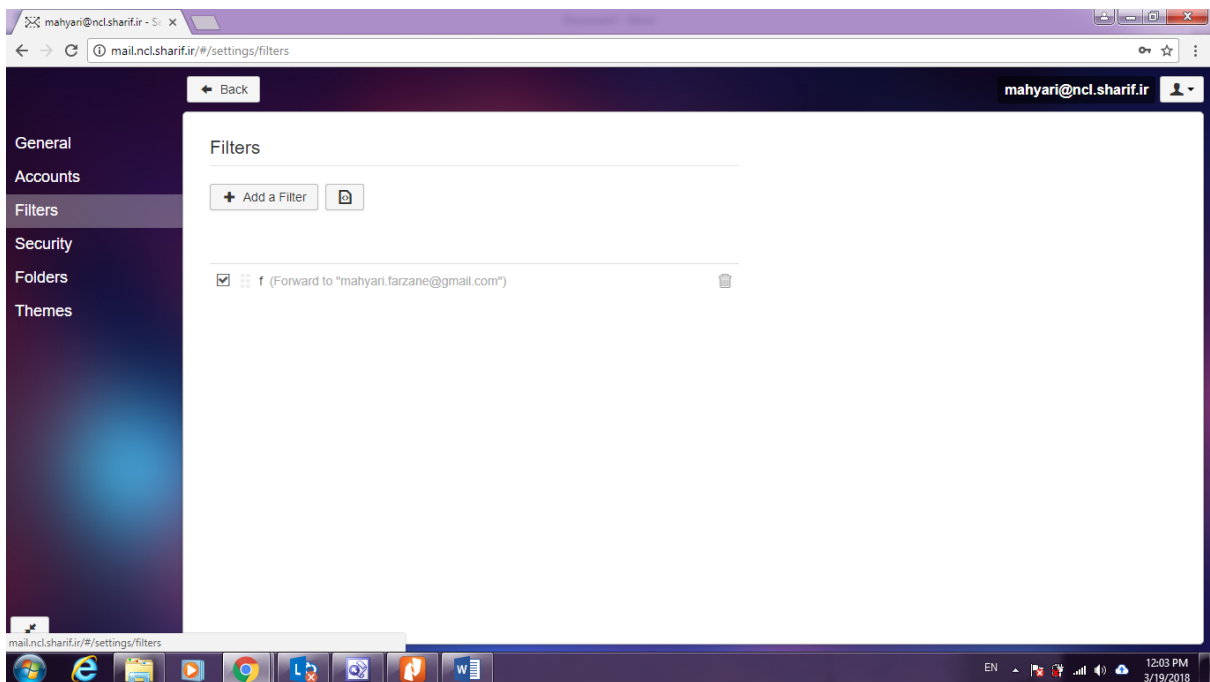 mahyari@ncl.sharif.ir - Se
mail.ncl.sharif.ir/#/settings/filters
Back
mahyari@ncl.sharif.ir
General
Accounts
Filters
Security
Folders
Themes
Filters
Add a Filter
f (Forward to "mahyari.farzane@gmail.com")
mail.ncl.sharif.ir/#/settings/filters
EN
12:03 PM
3/19/2018